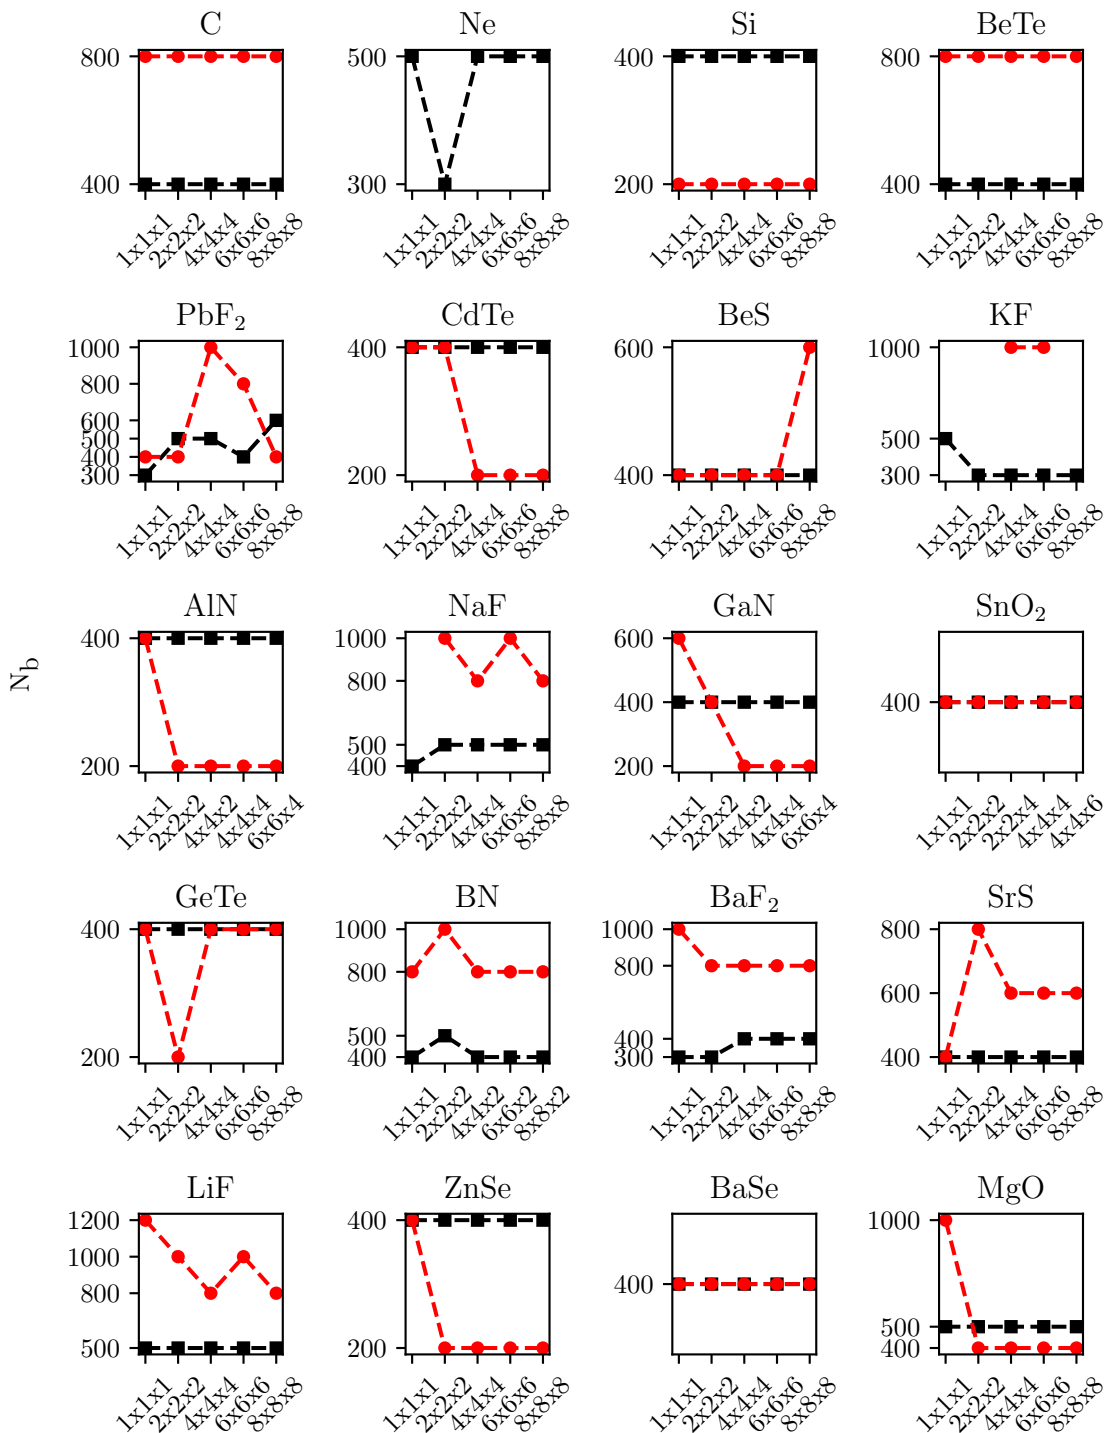 C
Ne
Si
BeTe
800
400
1x1x1
2x2x2
4x4x4
6x6x6
8x8x8
500
300
1x1x1
2x2x2
4x4x4
6x6x6
8x8x8
400
200
1x1x1
2x2x2
4x4x4
6x6x6
8x8x8
800
400
1x1x1
2x2x2
4x4x4
6x6x6
8x8x8
PbF₂
CdTe
BeS
KF
1000
800
600
500
400
300
1x1x1
2x2x2
4x4x4
6x6x6
8x8x8
400
200
1x1x1
2x2x2
4x4x4
6x6x6
8x8x8
600
400
1x1x1
2x2x2
4x4x4
6x6x6
8x8x8
1000
500
300
1x1x1
2x2x2
4x4x4
6x6x6
8x8x8
N_b
AlN
NaF
GaN
SnO₂
400
200
1x1x1
2x2x2
4x4x2
4x4x4
6x6x4
1000
800
500
400
1x1x1
2x2x2
4x4x4
6x6x6
8x8x8
600
400
200
1x1x1
2x2x2
4x4x2
4x4x4
6x6x4
400
1x1x1
2x2x2
2x2x4
4x4x4
4x4x6
GeTe
BN
BaF₂
SrS
400
200
1x1x1
2x2x2
4x4x4
6x6x6
8x8x8
1000
800
500
400
1x1x1
2x2x2
4x4x2
6x6x2
8x8x2
1000
800
400
300
1x1x1
2x2x2
4x4x4
6x6x6
8x8x8
800
600
400
1x1x1
2x2x2
4x4x4
6x6x6
8x8x8
LiF
ZnSe
BaSe
MgO
1200
1000
800
500
1x1x1
2x2x2
4x4x4
6x6x6
8x8x8
400
200
1x1x1
2x2x2
4x4x4
6x6x6
8x8x8
400
1x1x1
2x2x2
4x4x4
6x6x6
8x8x8
1000
500
400
1x1x1
2x2x2
4x4x4
6x6x6
8x8x8